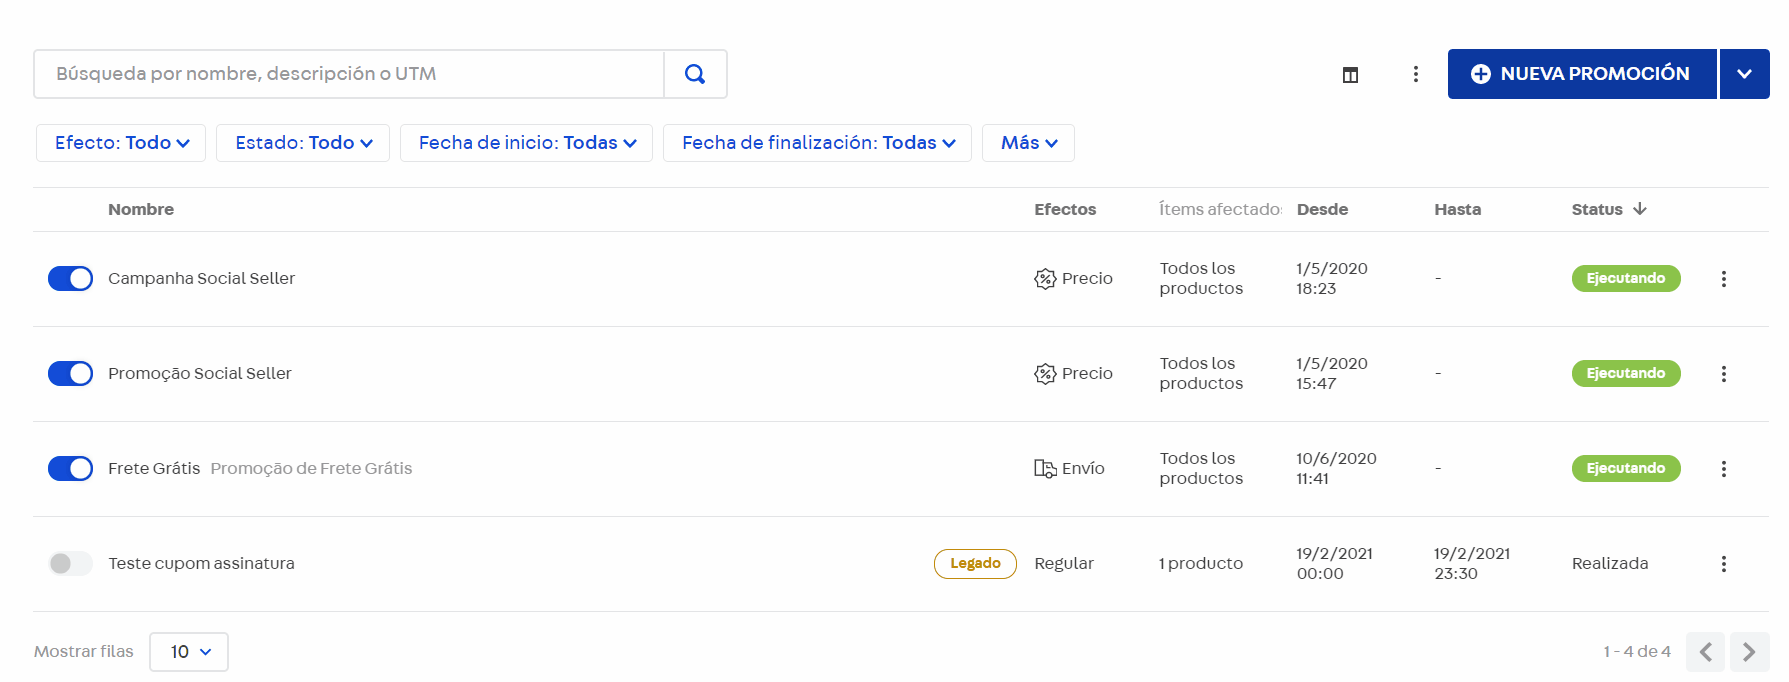 Búsqueda por nombre, descripción o UTM
NUEVA PROMOCIÓN
Efecto: Todo
Estado: Todo
Fecha de inicio: Todas
Fecha de finalización: Todas
Más
Nombre Efectos Ítems afectado Desde Hasta Status
Campanha Social Seller Precio Todos los productos 1/5/2020 18:23 - Ejecutando
Promoção Social Seller Precio Todos los productos 1/5/2020 15:47 - Ejecutando
Frete Grátis Promoção de Frete Grátis Envío Todos los productos 10/6/2020 11:41 - Ejecutando
Teste cupom assinatura Legado Regular 1 producto 19/2/2021 00:00 19/2/2021 23:30 Realizada
Mostrar filas 10 1 - 4 de 4